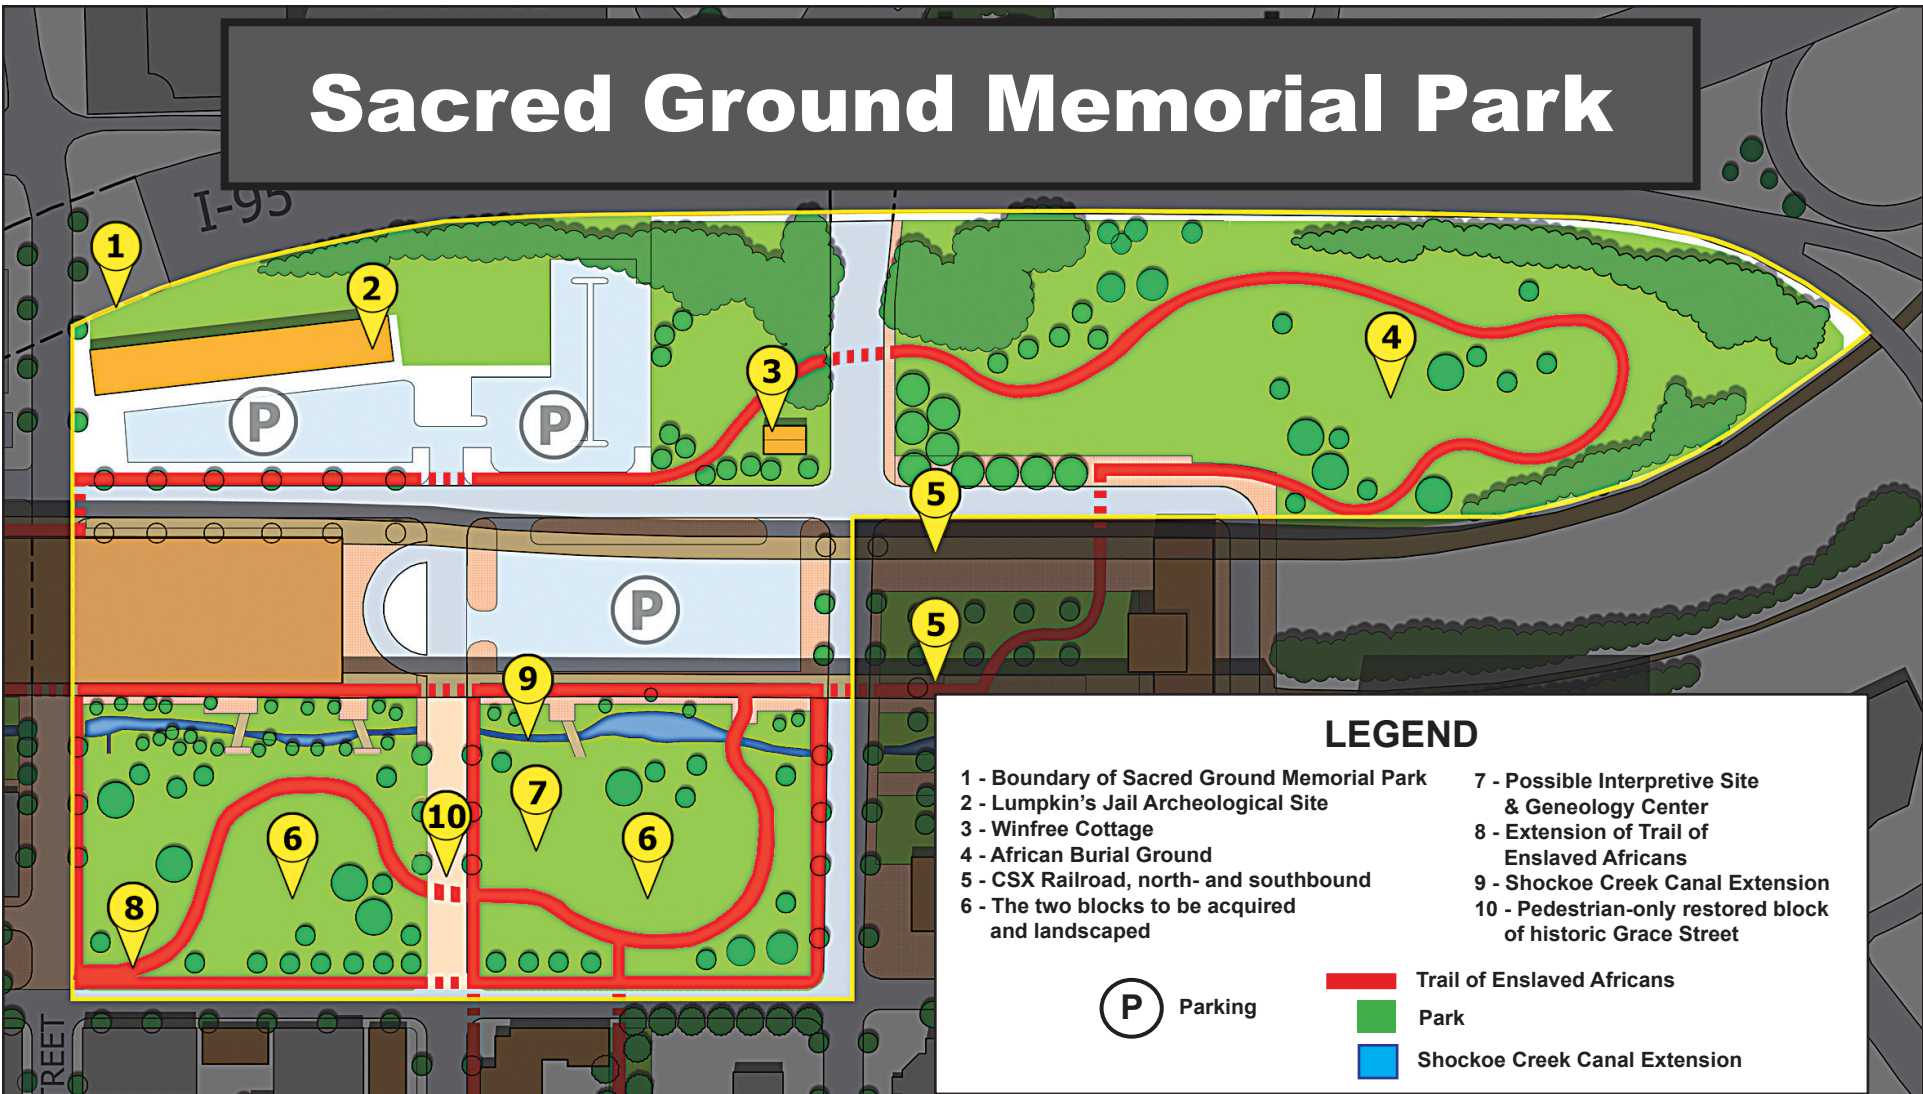 Sacred Ground Memorial Park
I-95
1
2
3
4
P
P
5
P
5
9
7
10
6
6
8
TREET
LEGEND
1 - Boundary of Sacred Ground Memorial Park
2 - Lumpkin's Jail Archeological Site
3 - Winfree Cottage
4 - African Burial Ground
5 - CSX Railroad, north- and southbound
6 - The two blocks to be acquired
and landscaped
7 - Possible Interpretive Site
& Geneology Center
8 - Extension of Trail of
Enslaved Africans
9 - Shockoe Creek Canal Extension
10 - Pedestrian-only restored block
of historic Grace Street
P Parking
Trail of Enslaved Africans
Park
Shockoe Creek Canal Extension